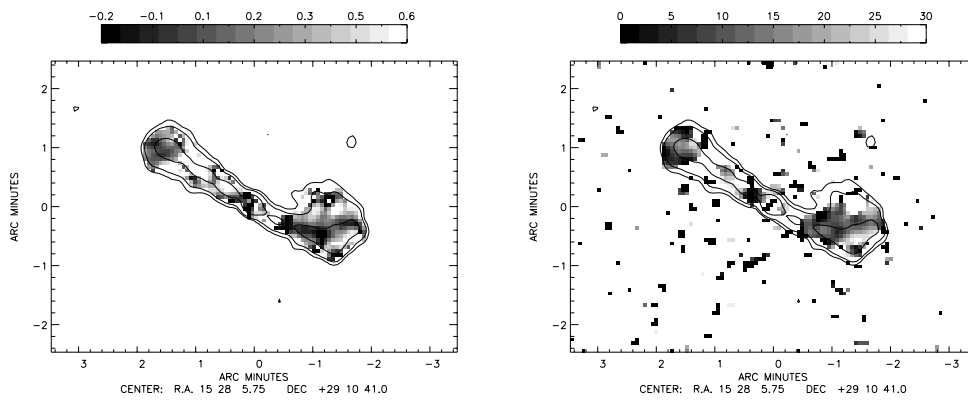 -0.2 -0.1 0.1 0.2 0.3 0.5 0.6
2
1
0
-1
-2
ARC MINUTES
3 2 1 0 -1 -2 -3
ARC MINUTES
CENTER: R.A. 15 28 5.75 DEC +29 10 41.0
0 5 10 15 20 25 30
2
1
0
-1
-2
ARC MINUTES
3 2 1 0 -1 -2 -3
ARC MINUTES
CENTER: R.A. 15 28 5.75 DEC +29 10 41.0